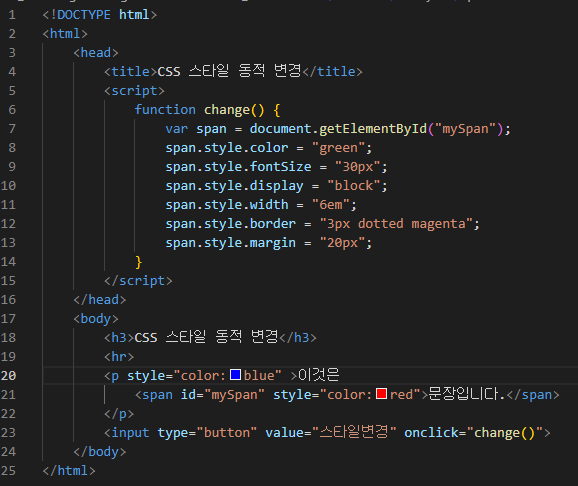 1 <!DOCTYPE html>
2 <html>
3 <head>
4 <title>CSS 스타일 동적 변경</title>
5 <script>
6 function change() {
7 var span = document.getElementById("mySpan");
8 span.style.color = "green";
9 span.style.fontSize = "30px";
10 span.style.display = "block";
11 span.style.width = "6em";
12 span.style.border = "3px dotted magenta";
13 span.style.margin = "20px";
14 }
15 </script>
16 </head>
17 <body>
18 <h3>CSS 스타일 동적 변경</h3>
19 <hr>
20 <p style="color:blue" >이것은
21 <span id="mySpan" style="color:red">문장입니다.</span>
22 </p>
23 <input type="button" value="스타일변경" onclick="change()">
24 </body>
25 </html>